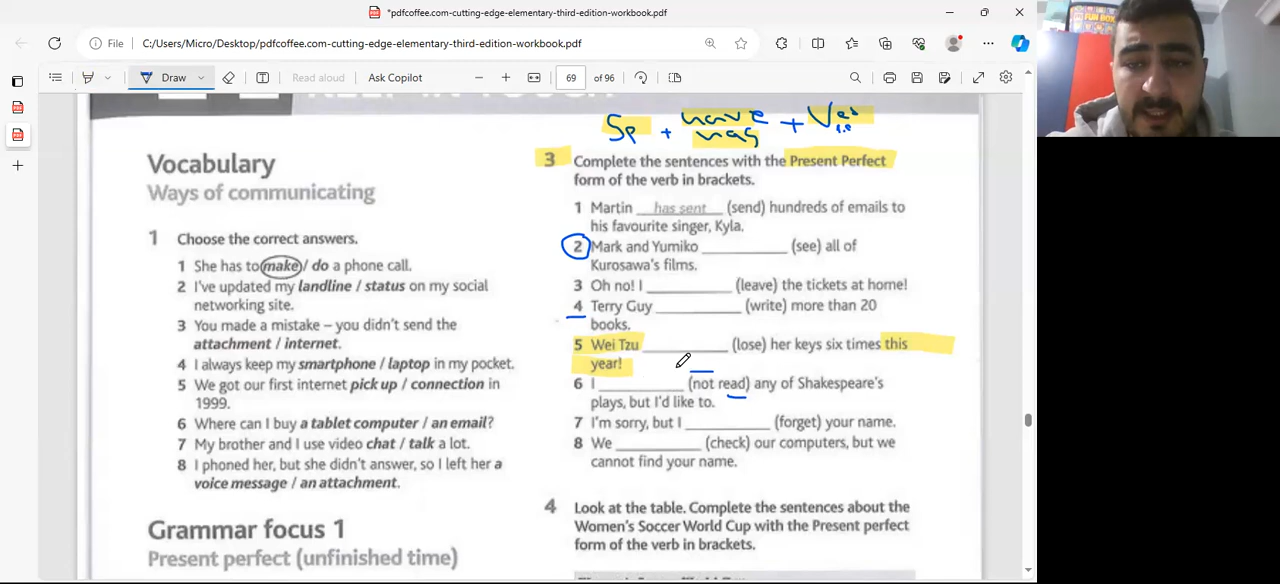 *pdfcoffee.com-cutting-edge-elementary-third-edition-workbook.pdf
File
C:/Users/Micro/Desktop/pdfcoffee.com-cutting-edge-elementary-third-edition-workbook.pdf
Draw
Read aloud
Ask Copilot
69
of 96
FUN BOX
KEEP IN TOUCH
+ have +
has
Vocabulary
Ways of communicating
1 Choose the correct answers.
1 She has to make / do a phone call.
2 I've updated my landline / status on my social
networking site.
3 You made a mistake – you didn't send the
attachment / internet.
4 I always keep my smartphone / laptop in my pocket.
5 We got our first internet pick up / connection in
1999.
6 Where can I buy a tablet computer / an email?
7 My brother and I use video chat / talk a lot.
8 I phoned her, but she didn't answer, so I left her a
voice message / an attachment.
Grammar focus 1
Present perfect (unfinished time)
3 Complete the sentences with the Present Perfect
form of the verb in brackets.
1 Martin has sent (send) hundreds of emails to
his favourite singer, Kyla.
2 Mark and Yumiko ____________ (see) all of
Kurosawa's films.
3 Oh no! I ____________ (leave) the tickets at home!
4 Terry Guy ____________ (write) more than 20
books.
5 Wei Tzu ____________ (lose) her keys six times this
year!
6 I ____________ (not read) any of Shakespeare's
plays, but I'd like to.
7 I'm sorry, but I ____________ (forget) your name.
8 We ____________ (check) our computers, but we
cannot find your name.
4 Look at the table. Complete the sentences about the
Women's Soccer World Cup with the Present perfect
form of the verb in brackets.